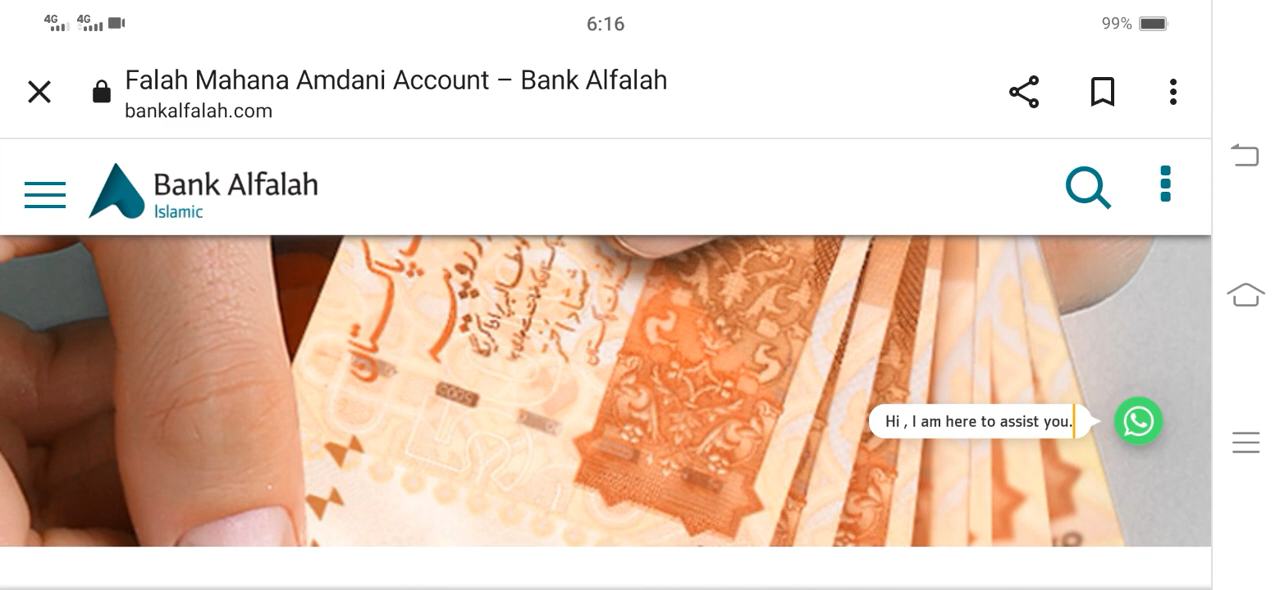 4G 4G
6:16
99%
Falah Mahana Amdani Account – Bank Alfalah
bankalfalah.com
Bank Alfalah
Islamic
Hi , I am here to assist you.